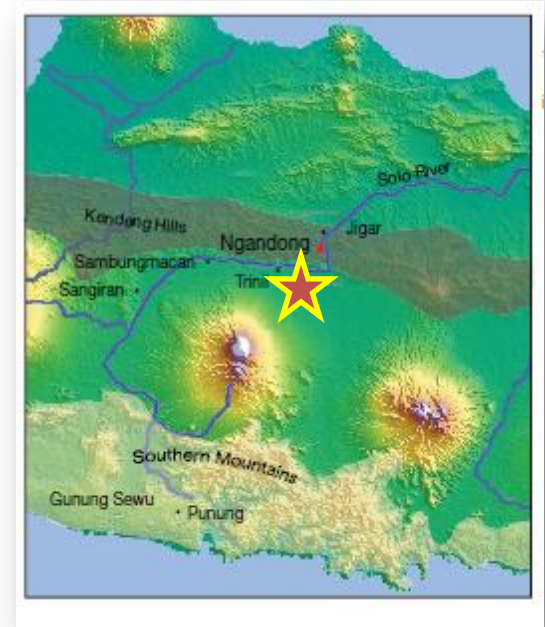 Solo River
Kendeng Hills
Jigar
Ngandong
Sambungmacan
Sangiran
Southern Mountains
Gunung Sewu
Punung